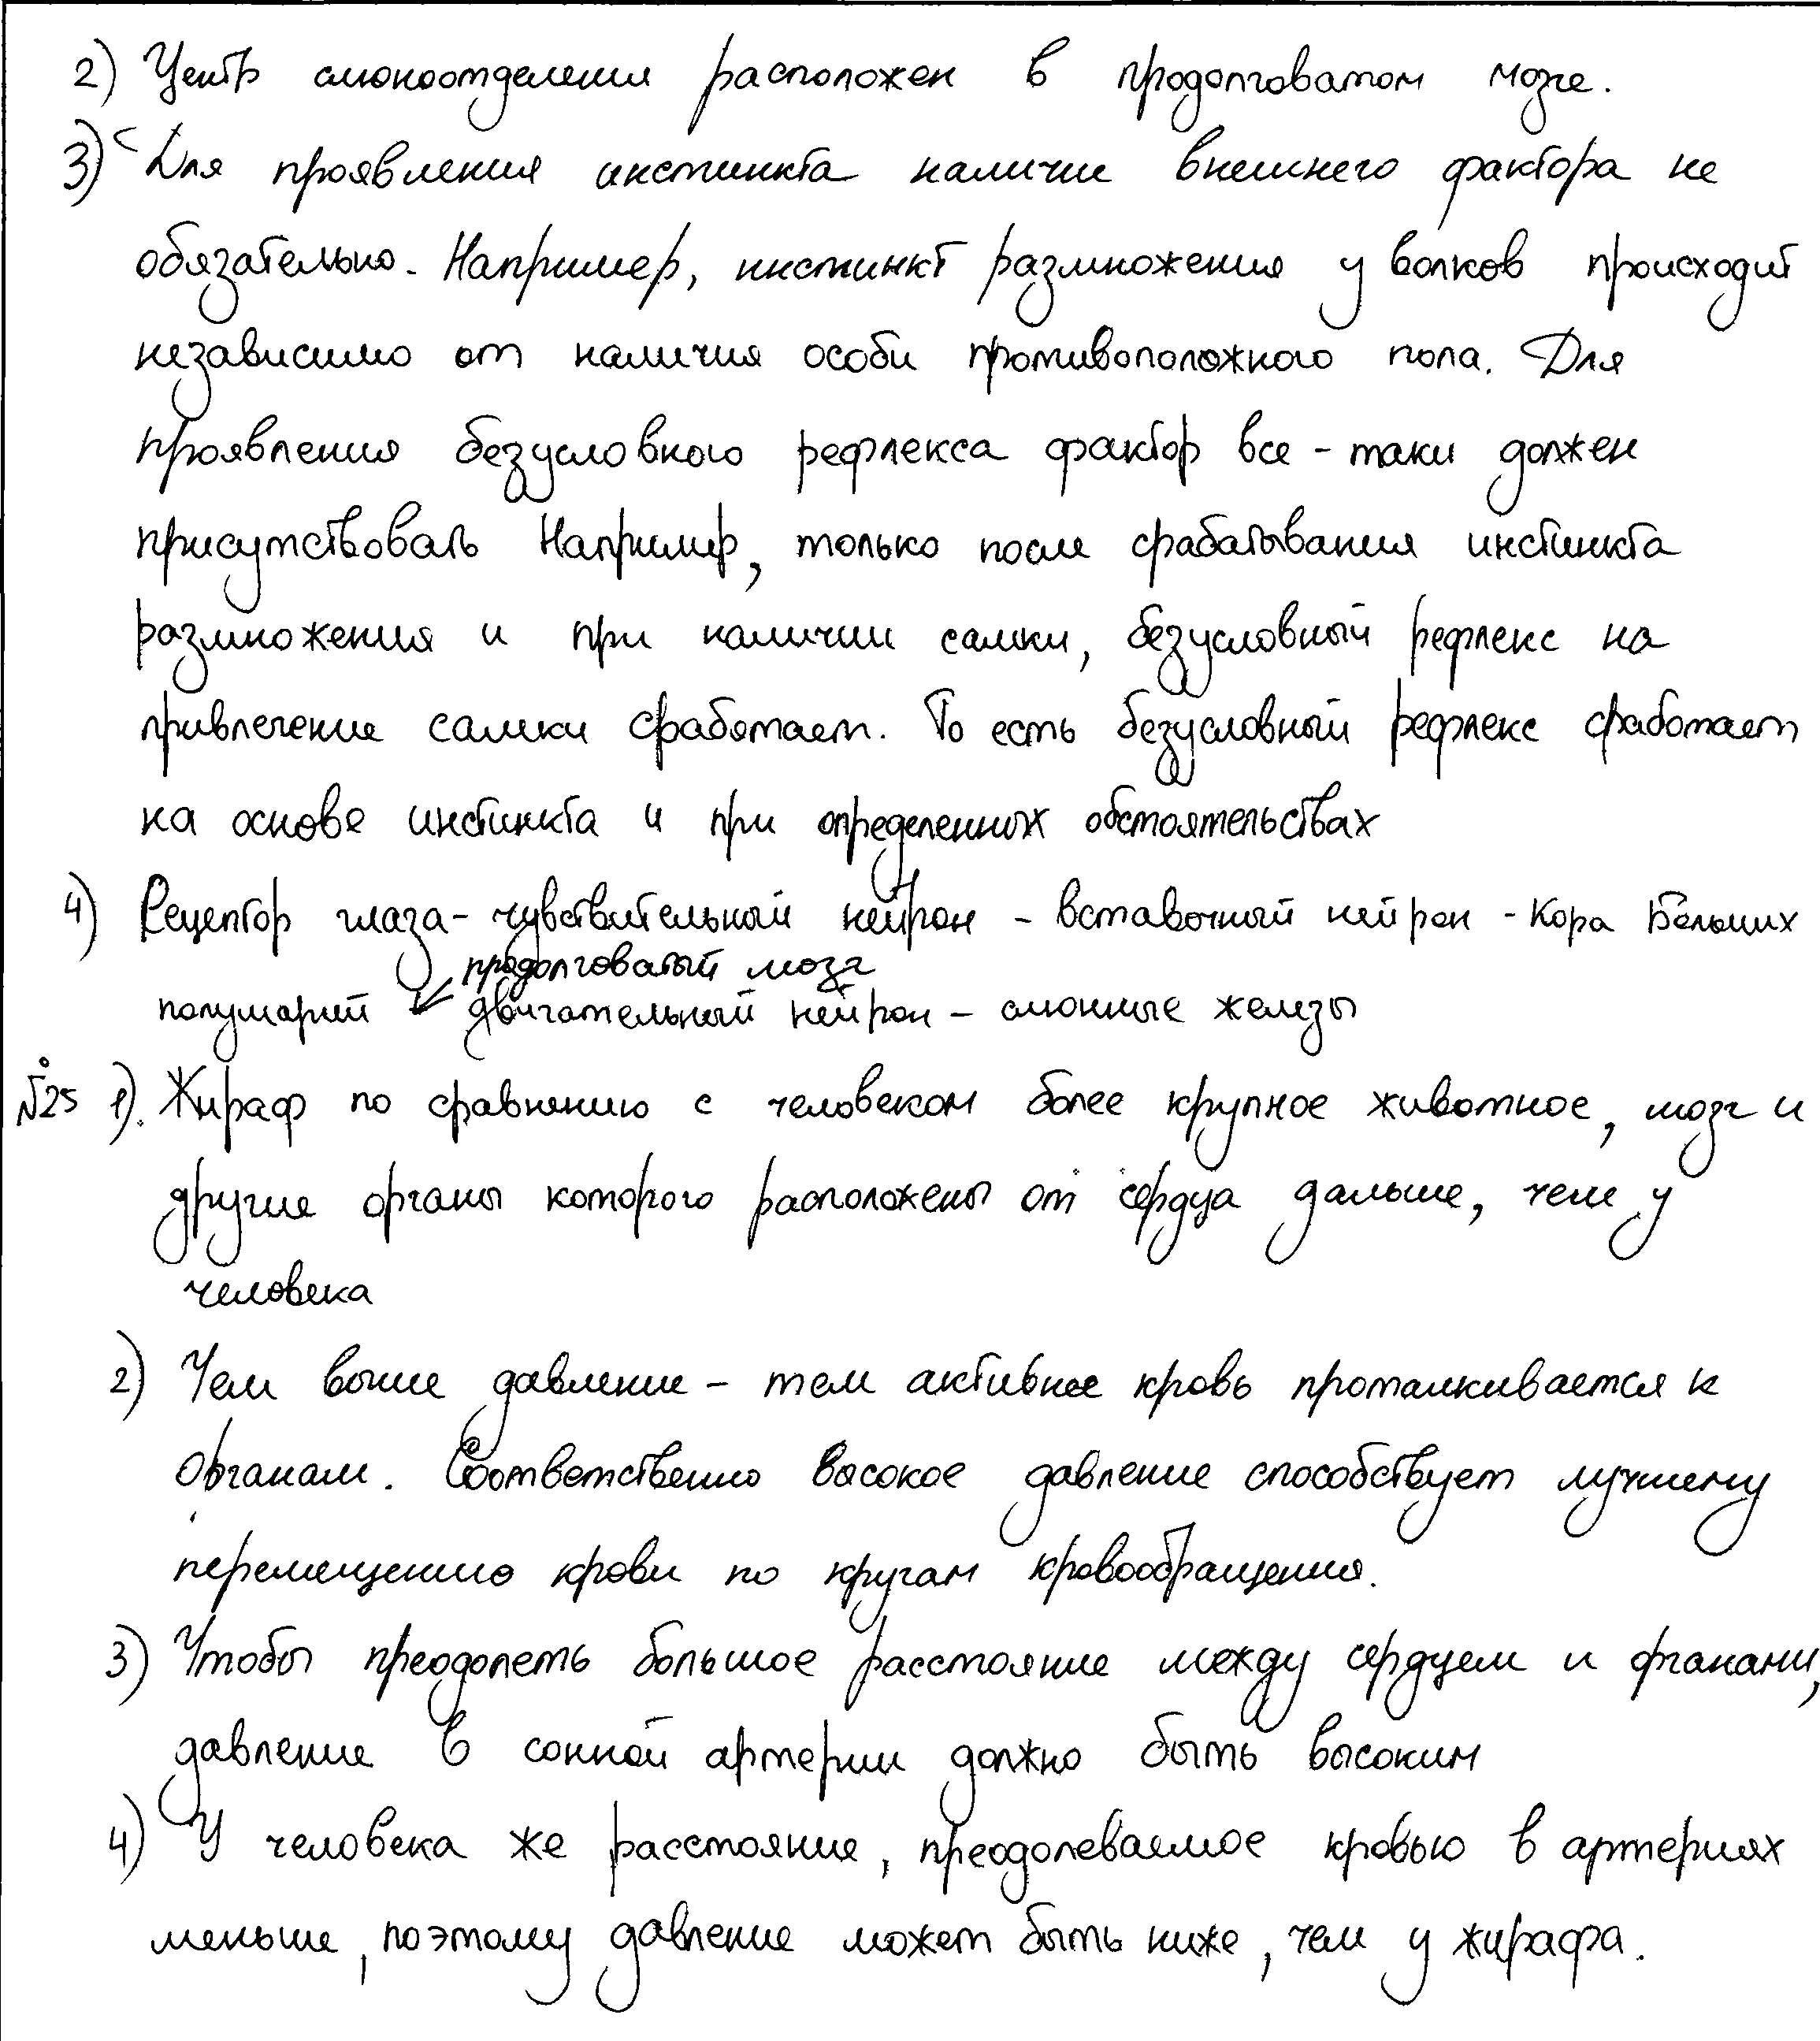 2) Центр слюноотделения расположен в продолговатом мозге.
3) Для проявления инстинкта наличие внешнего фактора не
обязательно. Например, инстинкт размножения у волков происходит
независимо от наличия особи противоположного пола. Для
проявления безусловного рефлекса фактор все-таки должен
присутствовать Например, только после срабатывания инстинкта
размножения и при наличии самки, безусловный рефлекс на
привлечение самки сработает. То есть безусловный рефлекс сработает
на основе инстинкта и при определенных обстоятельствах
4) Рецептор глаза - чувствительный нейрон - вставочный нейрон - Кора Больших
продолговатый мозг
полушарий двигательный нейрон - слюнные железы
№25 1). Жираф по сравнению с человеком более крупное животное, мозг и
другие органы которого расположены от сердца дальше, чем у
человека
2) Чем выше давление - тем активнее кровь проталкивается к
органам. Соответственно высокое давление способствует лучшему
перемещению крови по кругам кровообращения.
3) Чтобы преодолеть большое расстояние между сердцем и органами,
давление в сонной артерии должно быть высоким
4) У человека же расстояние, преодолеваемое кровью в артериях
меньше, поэтому давление может быть ниже, чем у жирафа.